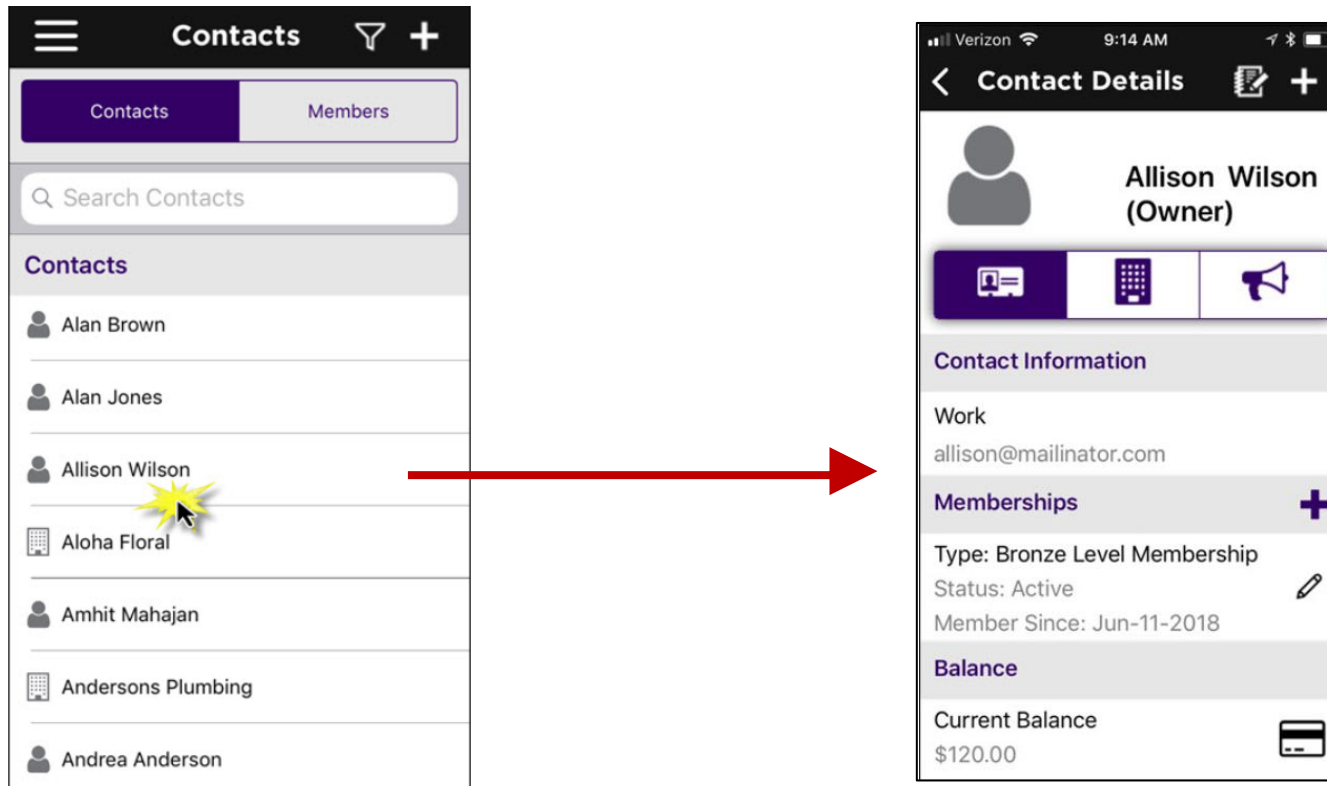 Contacts
Contacts Members
Search Contacts
Contacts
Alan Brown
Alan Jones
Allison Wilson
Aloha Floral
Amhit Mahajan
Andersons Plumbing
Andrea Anderson
Verizon 9:14 AM
Contact Details
Allison Wilson
(Owner)
Contact Information
Work
allison@mailinator.com
Memberships
Type: Bronze Level Membership
Status: Active
Member Since: Jun-11-2018
Balance
Current Balance
$120.00